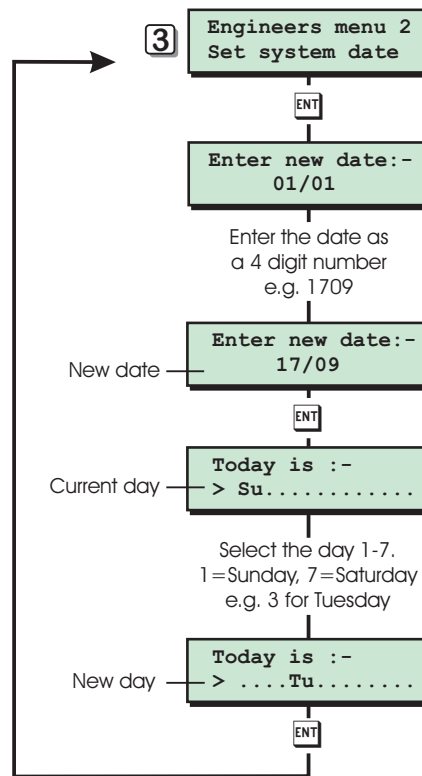 3
Engineers menu 2
Set system date
ENT
Enter new date:-
01/01
Enter the date as
a 4 digit number
e.g. 1709
Enter new date:-
New date
17/09
ENT
Today is :-
Current day
> Su............
Select the day 1-7.
1=Sunday, 7=Saturday
e.g. 3 for Tuesday
Today is :-
New day
> ....Tu........
ENT